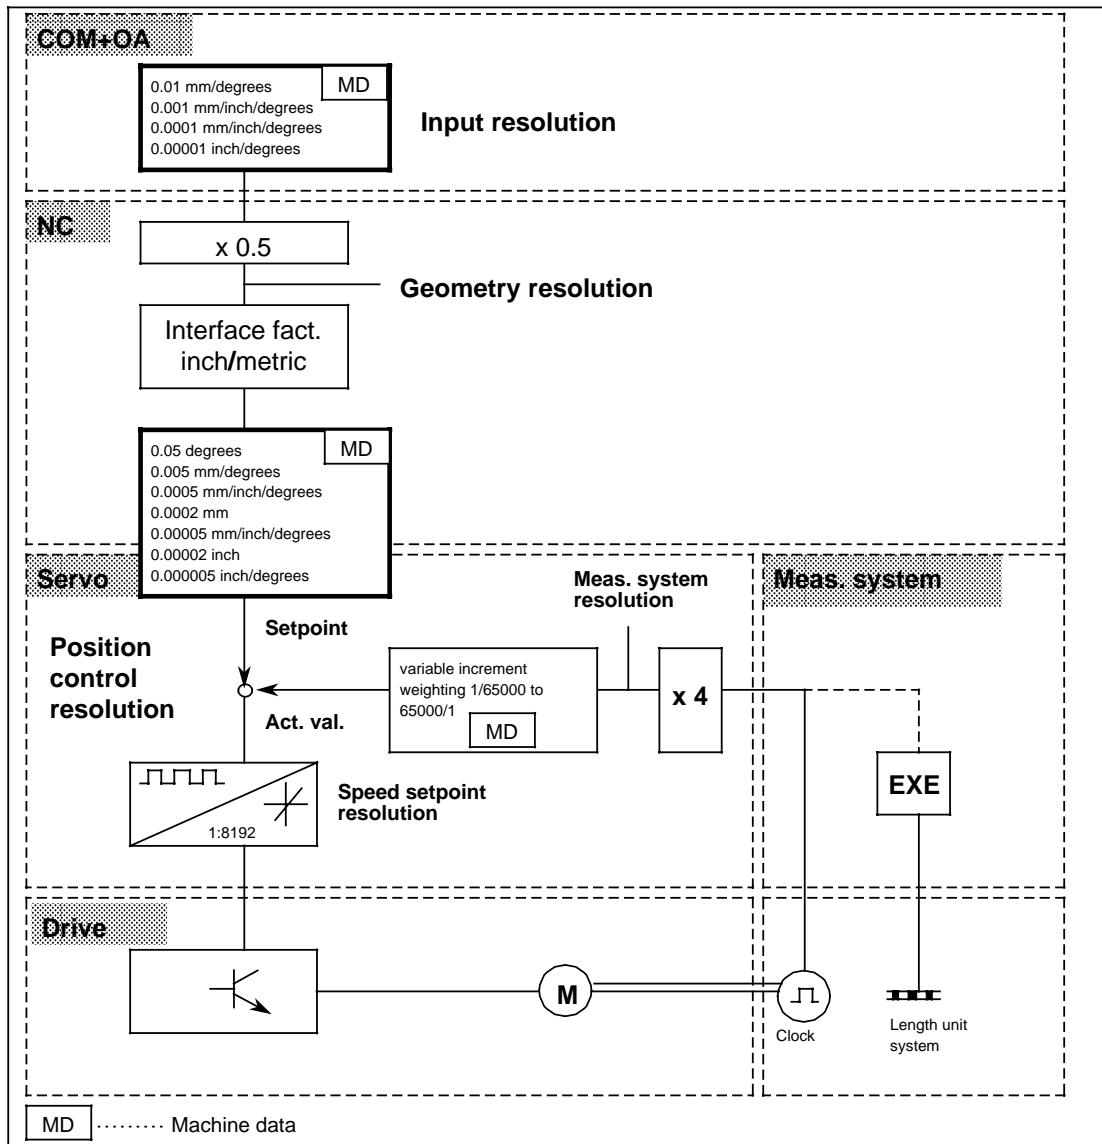 COM+OA
MD
0.01 mm/degrees
0.001 mm/inch/degrees
0.0001 mm/inch/degrees
0.00001 inch/degrees
Input resolution
NC
x 0.5
Geometry resolution
Interface fact.
inch/metric
MD
0.05 degrees
0.005 mm/degrees
0.0005 mm/inch/degrees
0.0002 mm
0.00005 mm/inch/degrees
0.00002 inch
0.000005 inch/degrees
Servo
Meas. system
resolution
Meas. system
Setpoint
Position
control
resolution
variable increment
weighting 1/65000 to
65000/1
MD
x 4
Act. val.
EXE
Speed setpoint
resolution
1:8192
Drive
M
Clock
Length unit
system
MD ........ Machine data